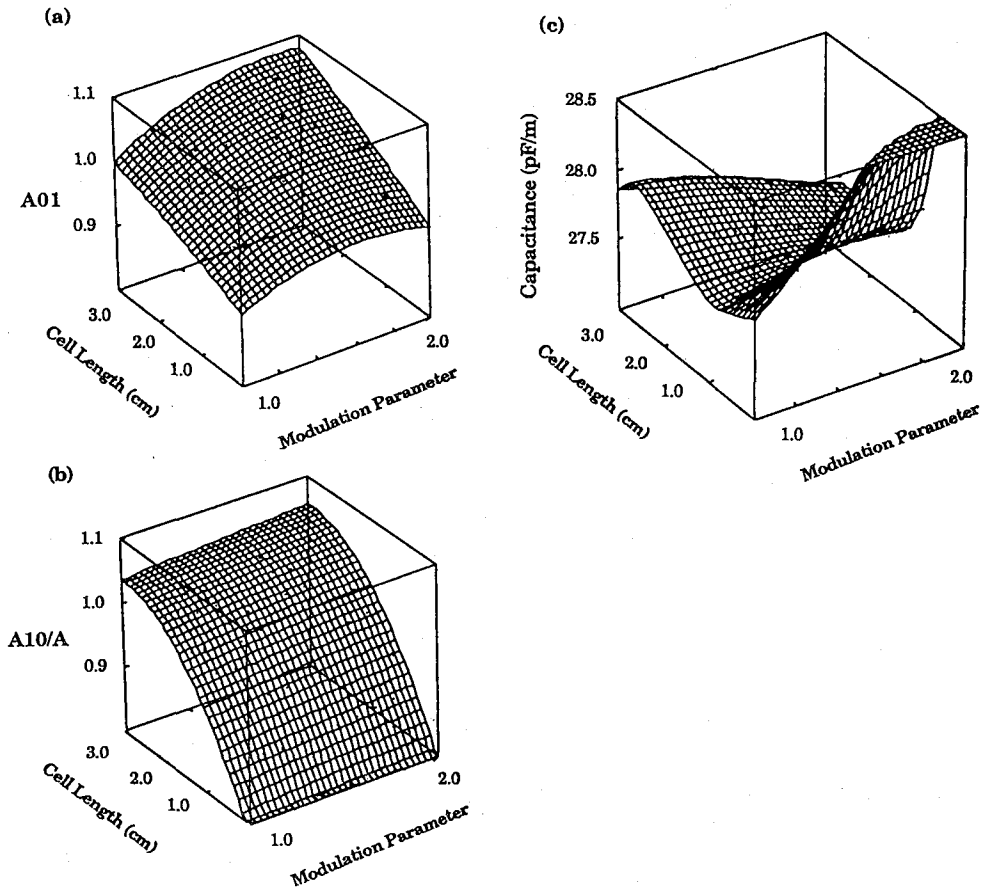 (a)
1.1
1.0
A01
0.9
3.0
2.0
1.0
Cell Length (cm)
1.0
2.0
Modulation Parameter
(b)
1.1
1.0
A10/A
0.9
3.0
2.0
1.0
Cell Length (cm)
1.0
2.0
Modulation Parameter
(c)
28.5
28.0
27.5
Capacitance (pF/m)
3.0
2.0
1.0
Cell Length (cm)
1.0
2.0
Modulation Parameter